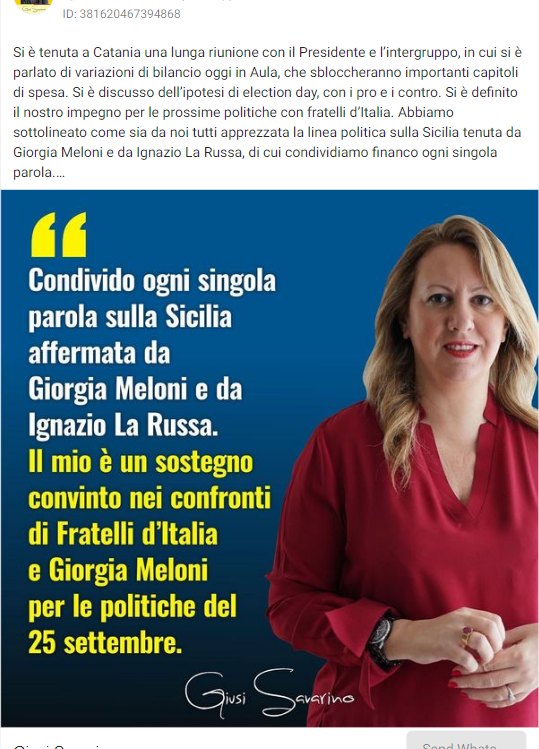 ID: 381620467394868
Si è tenuta a Catania una lunga riunione con il Presidente e l'intergruppo, in cui si è
parlato di variazioni di bilancio oggi in Aula, che sbloccheranno importanti capitoli
di spesa. Si è discusso dell'ipotesi di election day, con i pro e i contro. Si è definito
il nostro impegno per le prossime politiche con fratelli d'Italia. Abbiamo
sottolineato come sia da noi tutti apprezzata la linea politica sulla Sicilia tenuta da
Giorgia Meloni e da Ignazio La Russa, di cui condividiamo financo ogni singola
parola....
Condivido ogni singola
parola sulla Sicilia
affermata da
Giorgia Meloni e da
Ignazio La Russa.
Il mio è un sostegno
convinto nei confronti
di Fratelli d'Italia
e Giorgia Meloni
per le politiche del
25 settembre.
Giusi Savarino